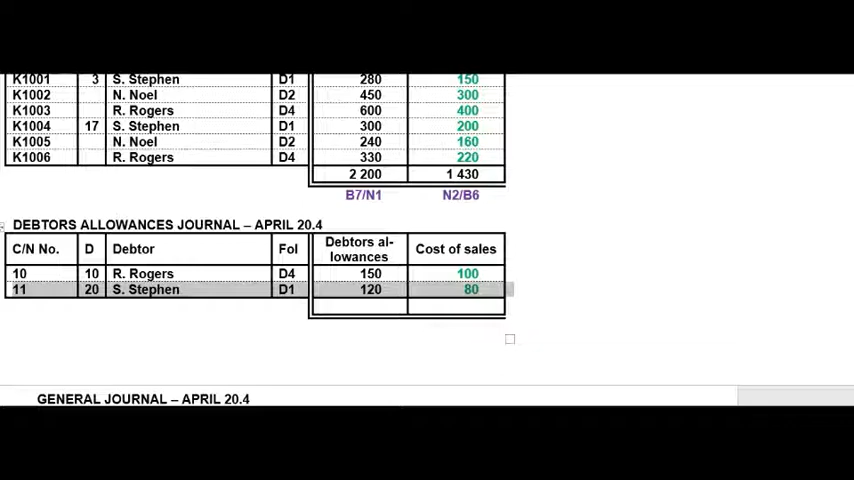 K1001 3 S. Stephen D1 280 150
K1002 N. Noel D2 450 300
K1003 R. Rogers D4 600 400
K1004 17 S. Stephen D1 300 200
K1005 N. Noel D2 240 160
K1006 R. Rogers D4 330 220
2 200 1 430
B7/N1 N2/B6
DEBTORS ALLOWANCES JOURNAL – APRIL 20.4
C/N No. D Debtor Fol Debtors al-
lowances Cost of sales
10 10 R. Rogers D4 150 100
11 20 S. Stephen D1 120 80
GENERAL JOURNAL – APRIL 20.4